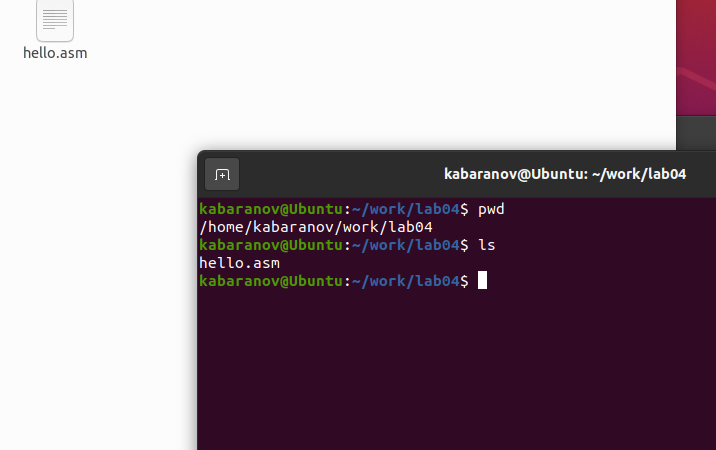 hello.asm
kabaranov@Ubuntu: ~/work/lab04
kabaranov@Ubuntu:~/work/lab04$ pwd
/home/kabaranov/work/lab04
kabaranov@Ubuntu:~/work/lab04$ ls
hello.asm
kabaranov@Ubuntu:~/work/lab04$